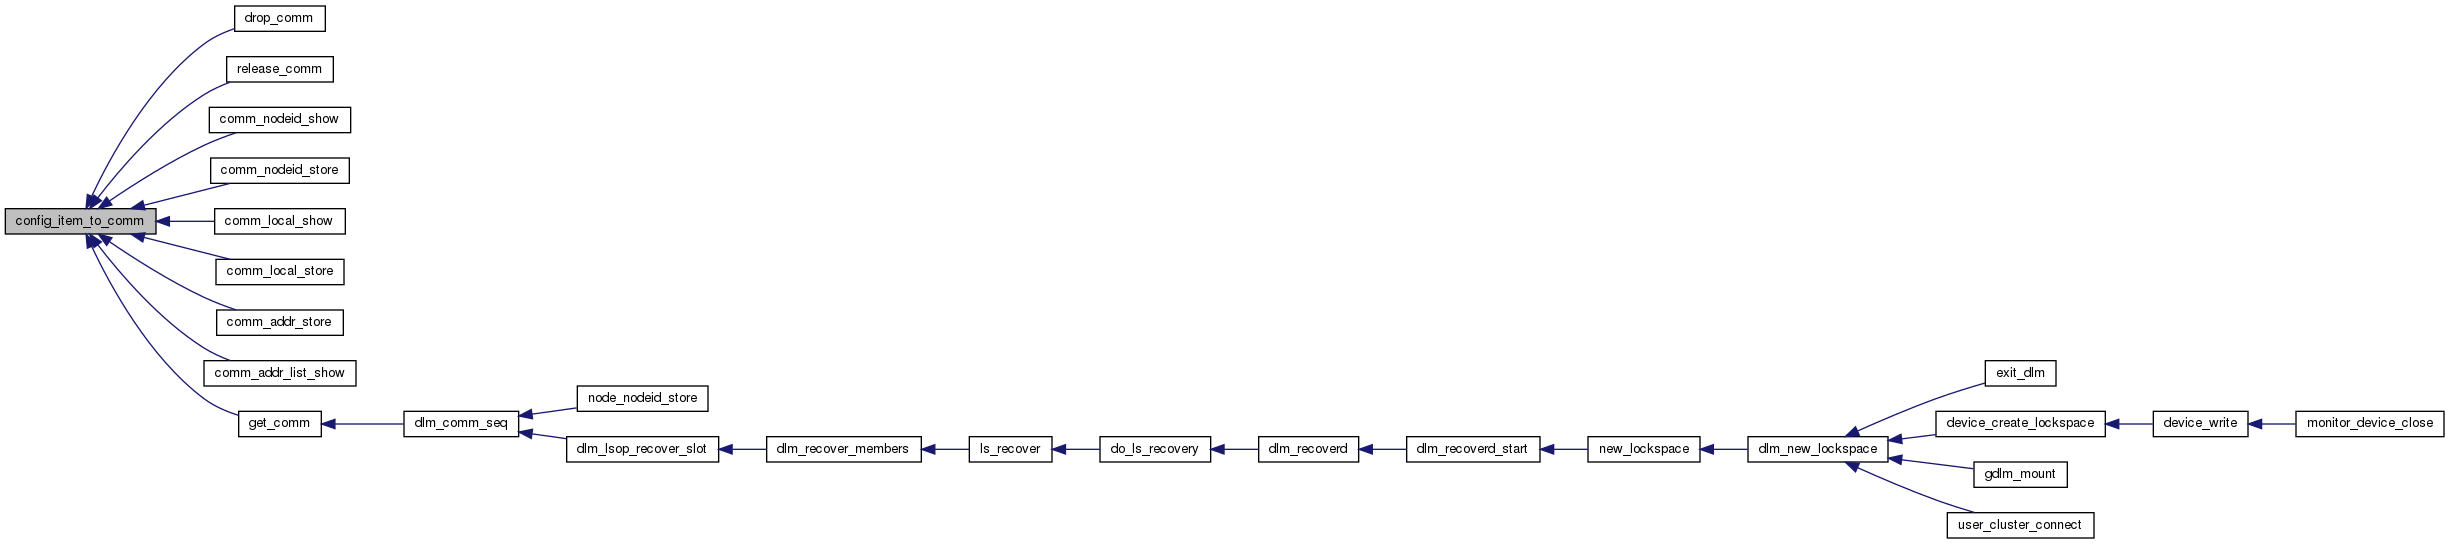 drop_comm
release_comm
comm_nodeid_show
comm_nodeid_store
config_item_to_comm
comm_local_show
comm_local_store
comm_addr_store
comm_addr_list_show
get_comm
dlm_comm_seq
node_nodeid_store
dlm_lsop_recover_slot
dlm_recover_members
ls_recover
do_ls_recovery
dlm_recoverd
dlm_recoverd_start
new_lockspace
dlm_new_lockspace
exit_dlm
device_create_lockspace
device_write
monitor_device_close
gdlm_mount
user_cluster_connect